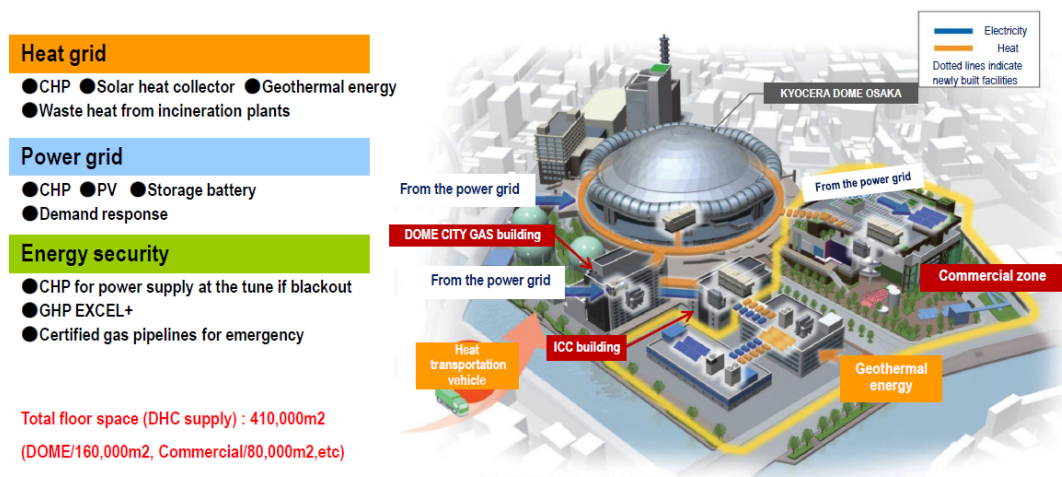 Heat grid
●CHP ●Solar heat collector ●Geothermal energy
●Waste heat from incineration plants
Power grid
●CHP ●PV ●Storage battery
●Demand response
Energy security
●CHP for power supply at the tune if blackout
●GHP EXCEL+
●Certified gas pipelines for emergency
Total floor space (DHC supply) : 410,000m2
(DOME/160,000m2, Commercial/80,000m2,etc)
Electricity
Heat
Dotted lines indicate
newly built facilities
KYOCERA DOME OSAKA
From the power grid
From the power grid
DOME CITY GAS building
From the power grid
Commercial zone
ICC building
Heat
transportation
vehicle
Geothermal
energy